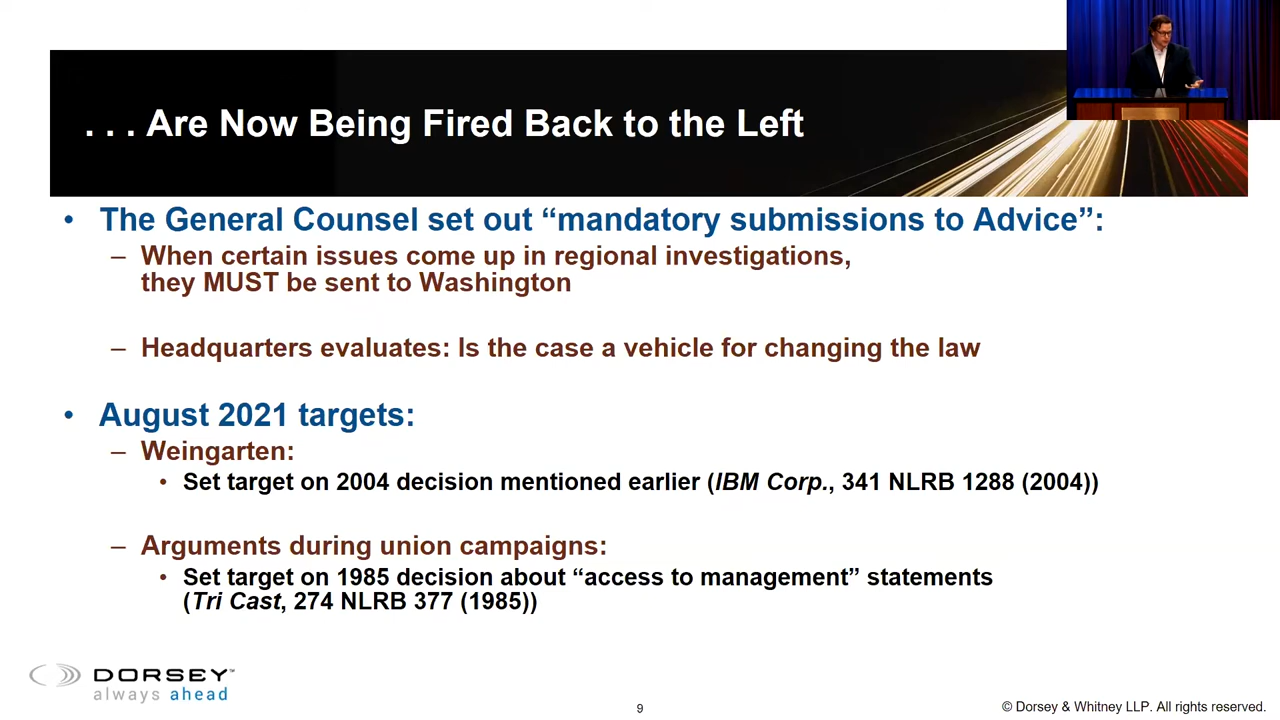 . . . Are Now Being Fired Back to the Left
• The General Counsel set out “mandatory submissions to Advice”:
– When certain issues come up in regional investigations,
they MUST be sent to Washington
– Headquarters evaluates: Is the case a vehicle for changing the law
• August 2021 targets:
– Weingarten:
• Set target on 2004 decision mentioned earlier (IBM Corp., 341 NLRB 1288 (2004))
– Arguments during union campaigns:
• Set target on 1985 decision about “access to management” statements
(Tri Cast, 274 NLRB 377 (1985))
DORSEY™
always ahead
9
© Dorsey & Whitney LLP. All rights reserved.